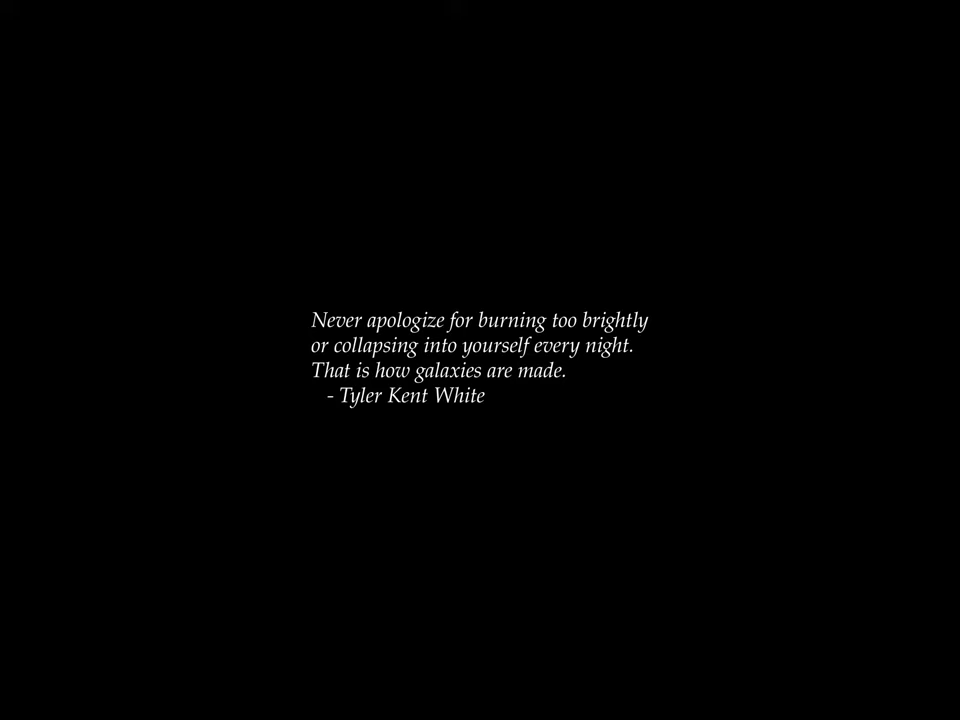 Never apologize for burning too brightly
or collapsing into yourself every night.
That is how galaxies are made.
- Tyler Kent White